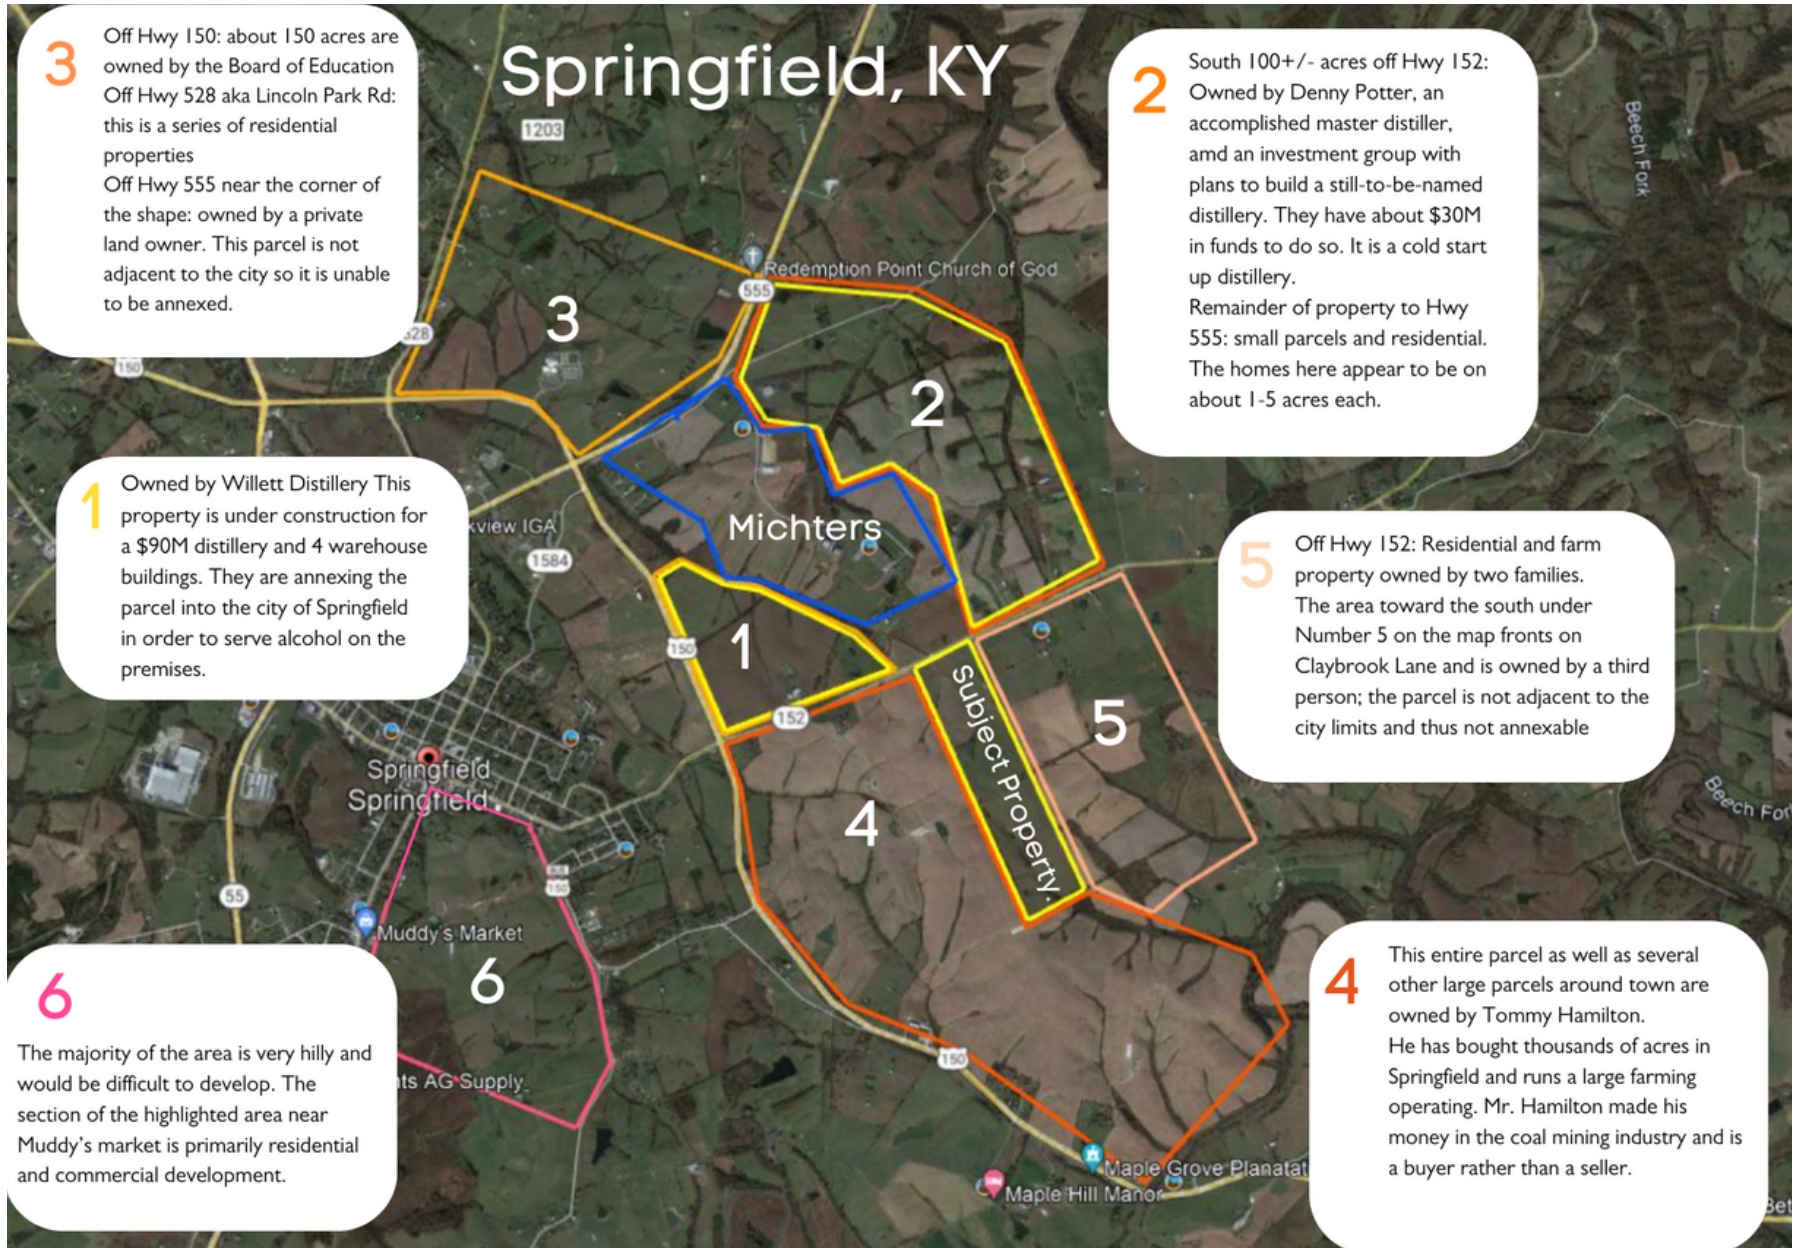 Springfield, KY
3
Off Hwy 150: about 150 acres are
owned by the Board of Education
Off Hwy 528 aka Lincoln Park Rd:
this is a series of residential
properties
Off Hwy 555 near the corner of
the shape: owned by a private
land owner. This parcel is not
adjacent to the city so it is unable
to be annexed.
2
South 100+/- acres off Hwy 152:
Owned by Denny Potter, an
accomplished master distiller,
amd an investment group with
plans to build a still-to-be-named
distillery. They have about $30M
in funds to do so. It is a cold start
up distillery.
Remainder of property to Hwy
555: small parcels and residential.
The homes here appear to be on
about 1-5 acres each.
1
Owned by Willett Distillery This
property is under construction for
a $90M distillery and 4 warehouse
buildings. They are annexing the
parcel into the city of Springfield
in order to serve alcohol on the
premises.
5
Off Hwy 152: Residential and farm
property owned by two families.
The area toward the south under
Number 5 on the map fronts on
Claybrook Lane and is owned by a third
person; the parcel is not adjacent to the
city limits and thus not annexable
6
The majority of the area is very hilly and
would be difficult to develop. The
section of the highlighted area near
Muddy's market is primarily residential
and commercial development.
4
This entire parcel as well as several
other large parcels around town are
owned by Tommy Hamilton.
He has bought thousands of acres in
Springfield and runs a large farming
operating. Mr. Hamilton made his
money in the coal mining industry and is
a buyer rather than a seller.
1203
Beech Fork
Redemption Point Church of God
555
3
528
150
2
Michters
kview IGA
1584
1
150
152
Subject Property.
5
4
Springfield
Springfield
Beech For
150
55
Muddy's Market
6
150
nts AG Supply
Maple Grove Planatat
Maple Hill Manor
Bet